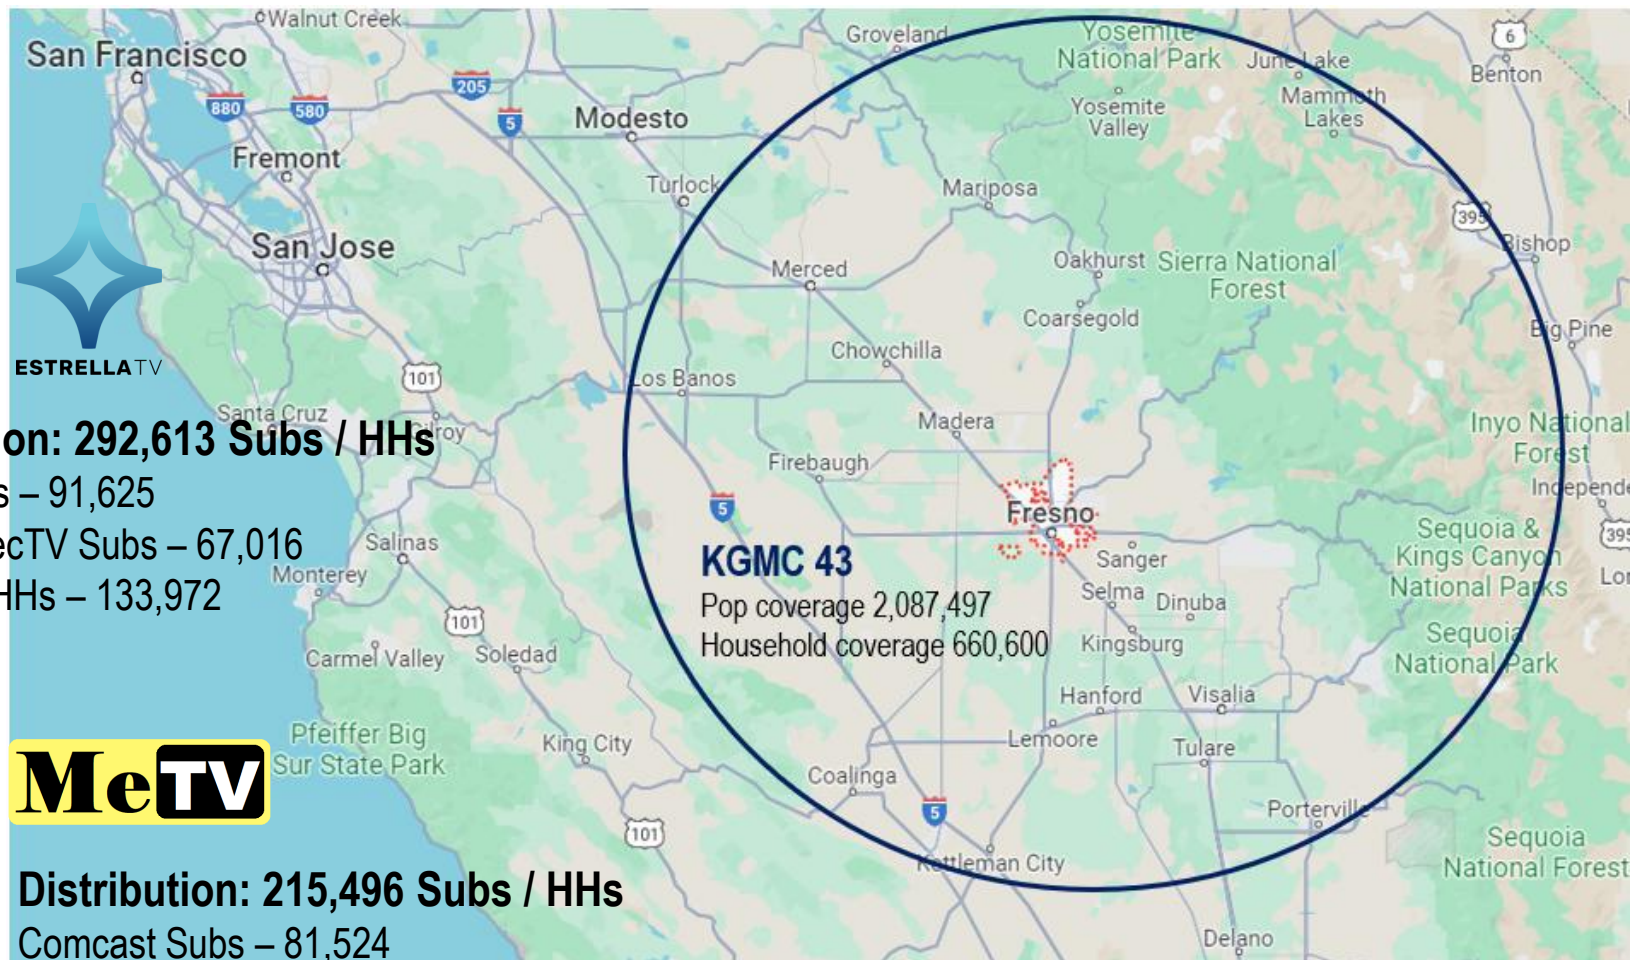 Walnut Creek
San Francisco
Groveland
Yosemite
National Park
June Lake
6
Benton
880
580
205
5
Modesto
Yosemite
Valley
Mammoth
Lakes
Fremont
Turlock
Mariposa
395
Bishop
San Jose
Merced
Oakhurst
Sierra National
Forest
Coarsegold
Big Pine
ESTRELLATV
101
Chowchilla
Los Banos
Santa Cruz
Madera
Inyo National
Forest
on: 292,613 Subs / HHs
roy
Firebaugh
s – 91,625
5
Fresno
Independe
ecTV Subs – 67,016
Salinas
Sequoia &
Kings Canyon
National Parks
395
KGMC 43
Sanger
Monterey
HHs – 133,972
Pop coverage 2,087,497
Selma
Dinuba
Lor
101
Household coverage 660,600
Kingsburg
Sequoia
National Park
Carmel Valley
Soledad
Hanford
Visalia
Pfeiffer Big
Sur State Park
King City
Lemoore
Tulare
MeTV
Coalinga
5
Porterville
101
Kettleman City
Sequoia
National Forest
Distribution: 215,496 Subs / HHs
Comcast Subs – 81,524
Delano